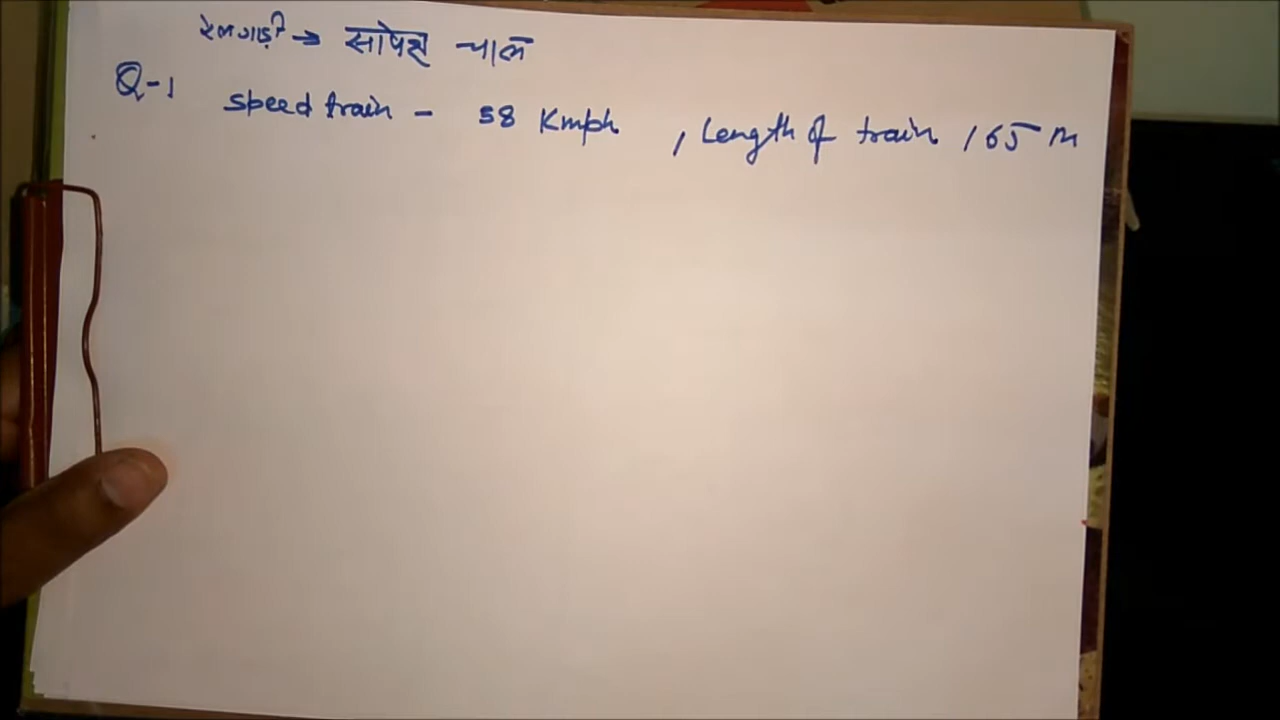 रेलगाड़ी → सापेक्ष चाल
Q-1 speed train - 58 Kmph , Length of train 165 m